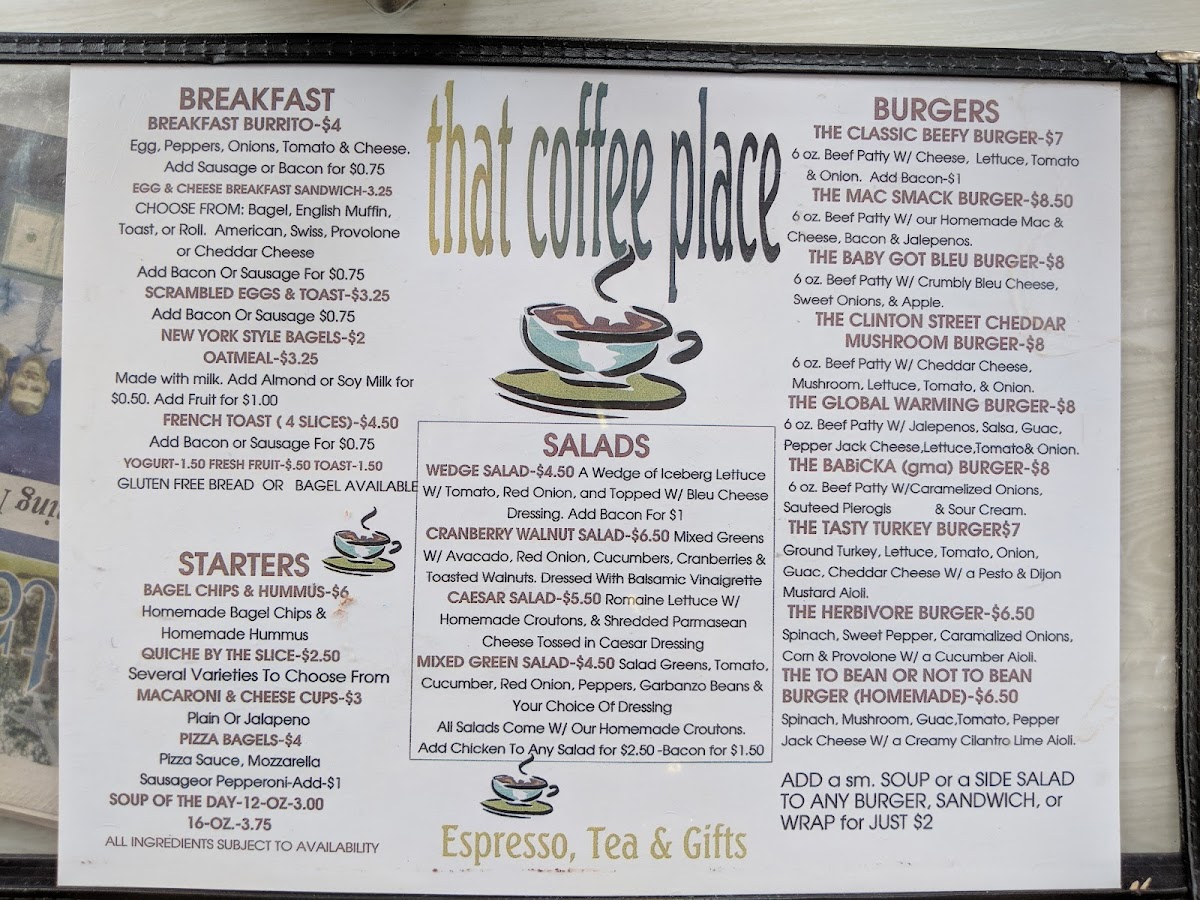 BREAKFAST
BREAKFAST BURRITO-$4
Egg, Peppers, Onions, Tomato & Cheese.
Add Sausage or Bacon for $0.75
EGG & CHEESE BREAKFAST SANDWICH-3.25
CHOOSE FROM: Bagel, English Muffin,
Toast, or Roll. American, Swiss, Provolone
or Cheddar Cheese
Add Bacon Or Sausage For $0.75
SCRAMBLED EGGS & TOAST-$3.25
Add Bacon Or Sausage $0.75
NEW YORK STYLE BAGELS-$2
OATMEAL-$3.25
Made with milk. Add Almond or Soy Milk for
$0.50. Add Fruit for $1.00
FRENCH TOAST ( 4 SLICES)-$4.50
Add Bacon or Sausage For $0.75
YOGURT-1.50 FRESH FRUIT-$.50 TOAST-1.50
GLUTEN FREE BREAD OR BAGEL AVAILABLE
STARTERS
BAGEL CHIPS & HUMMUS-$6
Homemade Bagel Chips &
Homemade Hummus
QUICHE BY THE SLICE-$2.50
Several Varieties To Choose From
MACARONI & CHEESE CUPS-$3
Plain Or Jalapeno
PIZZA BAGELS-$4
Pizza Sauce, Mozzarella
Sausageor Pepperoni-Add-$1
SOUP OF THE DAY-12-OZ-3.00
16-OZ.-3.75
ALL INGREDIENTS SUBJECT TO AVAILABILITY
that coffee place
SALADS
WEDGE SALAD-$4.50 A Wedge of Iceberg Lettuce
W/ Tomato, Red Onion, and Topped W/ Bleu Cheese
Dressing. Add Bacon For $1
CRANBERRY WALNUT SALAD-$6.50 Mixed Greens
W/ Avacado, Red Onion, Cucumbers, Cranberries &
Toasted Walnuts. Dressed With Balsamic Vinaigrette
CAESAR SALAD-$5.50 Romaine Lettuce W/
Homemade Croutons, & Shredded Parmasean
Cheese Tossed in Caesar Dressing
MIXED GREEN SALAD-$4.50 Salad Greens, Tomato,
Cucumber, Red Onion, Peppers, Garbanzo Beans &
Your Choice Of Dressing
All Salads Come W/ Our Homemade Croutons.
Add Chicken To Any Salad for $2.50 -Bacon for $1.50
Espresso, Tea & Gifts
BURGERS
THE CLASSIC BEEFY BURGER-$7
6 oz. Beef Patty W/ Cheese, Lettuce, Tomato
& Onion. Add Bacon-$1
THE MAC SMACK BURGER-$8.50
6 oz. Beef Patty W/ our Homemade Mac &
Cheese, Bacon & Jalepenos.
THE BABY GOT BLEU BURGER-$8
6 oz. Beef Patty W/ Crumbly Bleu Cheese,
Sweet Onions, & Apple.
THE CLINTON STREET CHEDDAR
MUSHROOM BURGER-$8
6 oz. Beef Patty W/ Cheddar Cheese,
Mushroom, Lettuce, Tomato, & Onion.
THE GLOBAL WARMING BURGER-$8
6 oz. Beef Patty W/ Jalepenos, Salsa, Guac,
Pepper Jack Cheese,Lettuce,Tomato& Onion.
THE BABiCKA (gma) BURGER-$8
6 oz. Beef Patty W/Caramelized Onions,
Sauteed Pierogis & Sour Cream.
THE TASTY TURKEY BURGER$7
Ground Turkey, Lettuce, Tomato, Onion,
Guac, Cheddar Cheese W/ a Pesto & Dijon
Mustard Aioli.
THE HERBIVORE BURGER-$6.50
Spinach, Sweet Pepper, Caramalized Onions,
Corn & Provolone W/ a Cucumber Aioli.
THE TO BEAN OR NOT TO BEAN
BURGER (HOMEMADE)-$6.50
Spinach, Mushroom, Guac,Tomato, Pepper
Jack Cheese W/ a Creamy Cilantro Lime Aioli.
ADD a sm. SOUP or a SIDE SALAD
TO ANY BURGER, SANDWICH, or
WRAP for JUST $2